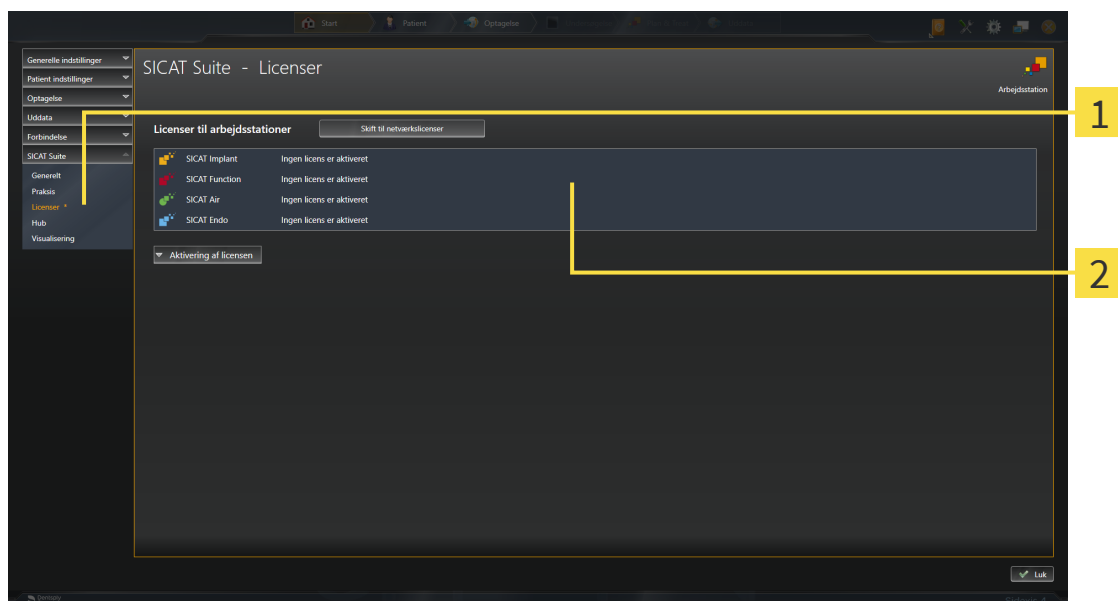 Start
Patient
Optagelse
Generelle indstillinger
Patient indstillinger
Optagelse
Uddata
Forbindelse
SICAT Suite
Generelt
Praksis
Licenser *
Hub
Visualisering
SICAT Suite - Licenser
Arbejdsstation
Licenser til arbejdsstationer
Skift til netværkslicenser
SICAT Implant Ingen licens er aktiveret
SICAT Function Ingen licens er aktiveret
SICAT Air Ingen licens er aktiveret
SICAT Endo Ingen licens er aktiveret
Aktivering af licensen
1
2
Luk